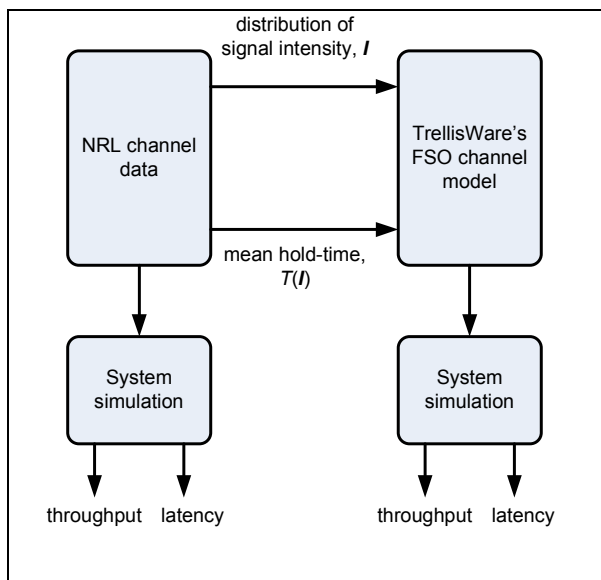 distribution of
signal intensity, I
NRL channel
data
TrellisWare's
FSO channel
model
mean hold-time,
T(I)
System
simulation
System
simulation
throughput latency
throughput latency